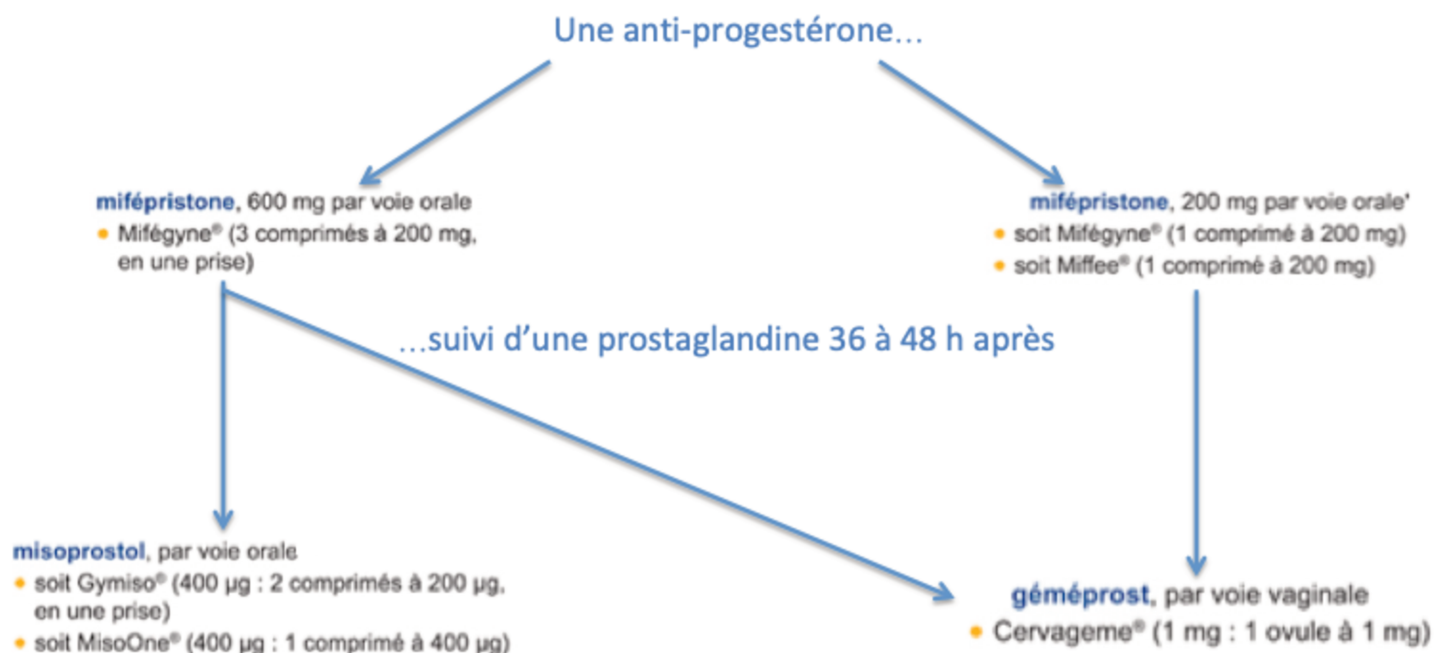 Une anti-progestérone...
mifépristone, 600 mg par voie orale
• Mifégyne® (3 comprimés à 200 mg,
en une prise)
mifépristone, 200 mg par voie orale'
• soit Mifégyne® (1 comprimé à 200 mg)
• soit Miffee® (1 comprimé à 200 mg)
...suivi d'une prostaglandine 36 à 48 h après
misoprostol, par voie orale
• soit Gymiso® (400 µg : 2 comprimés à 200 µg,
en une prise)
• soit MisoOne® (400 µg : 1 comprimé à 400 µg)
géméprost, par voie vaginale
• Cervageme® (1 mg : 1 ovule à 1 mg)